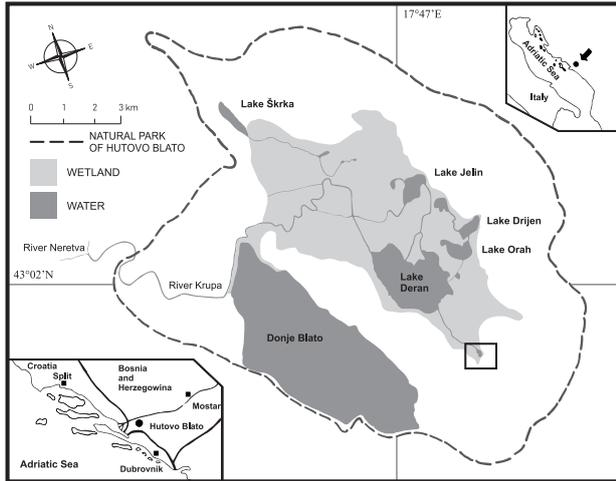 17°47'E
N
E
S
W
0 1 2 3 km
NATURAL PARK
OF HUTOVO BLATO
WETLAND
WATER
Adriatic Sea
Italy
Lake Škrka
Lake Jelin
Lake Drijen
Lake Orah
Lake
Deran
River Neretva
43°02'N
River Krupa
Donje Blato
Croatia
Split
Bosnia
and
Herzegowina
Mostar
Hutovo Blato
Adriatic Sea
Dubrovnik